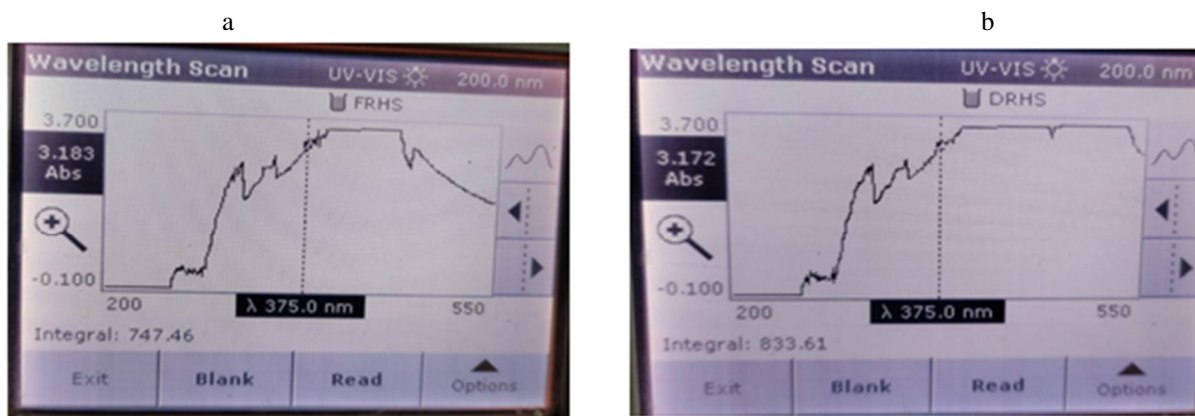 a
b
Wavelength Scan UV-VIS 200.0 nm
FRHS
3.700
3.183
Abs
-0.100
200 λ 375.0 nm 550
Integral: 747.46
Exit Blank Read Options
Wavelength Scan UV-VIS 200.0 nm
DRHS
3.700
3.172
Abs
-0.100
200 λ 375.0 nm 550
Integral: 833.61
Exit Blank Read Options